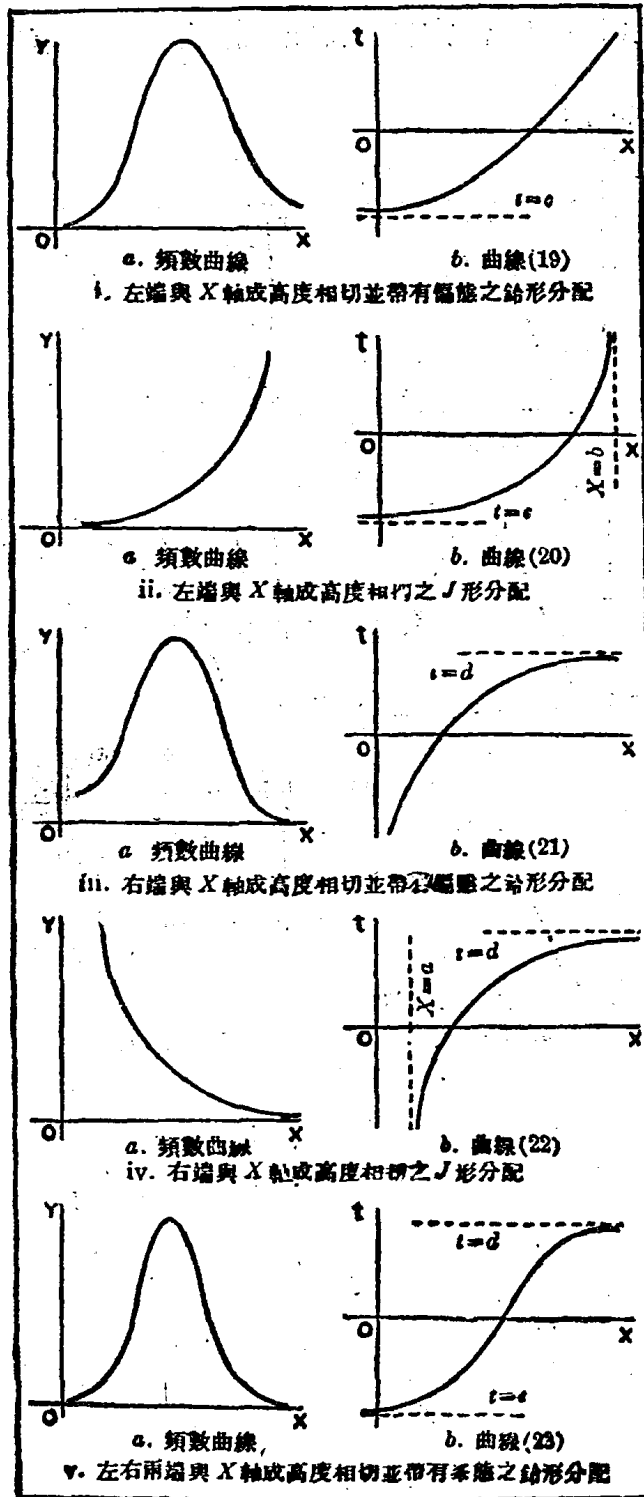 Y
t
O
X
O
X
t=c
a. 頻數曲線
b. 曲線(19)
i. 左端與 X 軸成高度相切並帶有偏態之鈴形分配
Y
t
O
X
O
X
X=b
t=c
a 頻數曲線
b. 曲線(20)
ii. 左端與 X 軸成高度相切之 J 形分配
Y
t
t=d
O
X
O
X
a 頻數曲線
b. 曲線(21)
iii. 右端與 X 軸成高度相切並帶有偏態之鈴形分配
Y
t
t=d
X=a
O
X
O
X
a. 頻數曲線
b. 曲線(22)
iv. 右端與 X 軸成高度相切之 J 形分配
Y
t
t=d
O
X
O
X
t=c
a. 頻數曲線
b. 曲線(23)
v. 左右兩端與 X 軸成高度相切並帶有態之鈴形分配